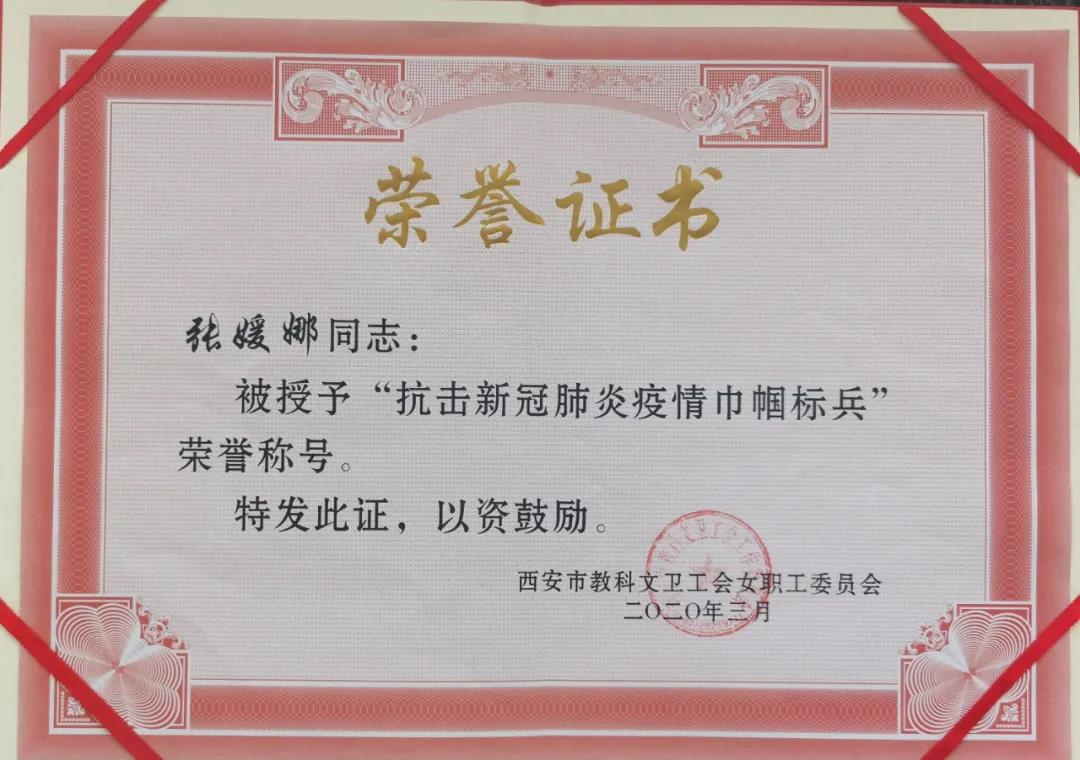 荣誉证书
张媛娜同志：
被授予“抗击新冠肺炎疫情巾帼标兵”
荣誉称号。
特发此证，以资鼓励。
西安市教科文卫工会女职工委员会
二〇二〇年三月